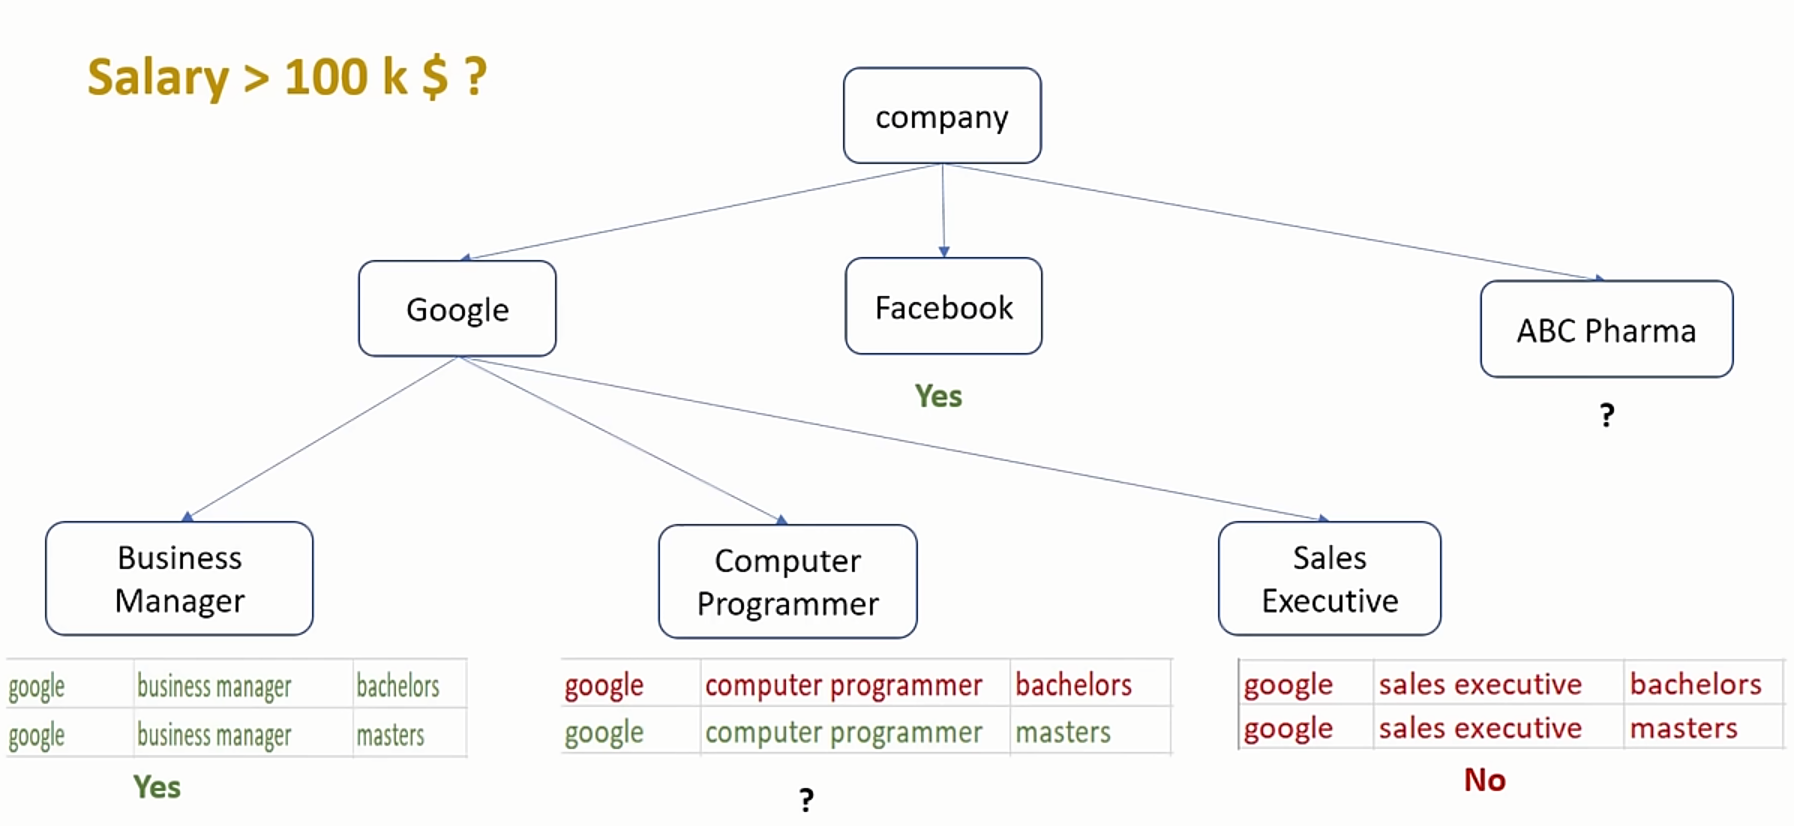 Salary > 100 k $ ?
company
Google
Facebook
ABC Pharma
Yes
?
Business
Manager
Computer
Programmer
Sales
Executive
google business manager bachelors
google business manager masters
Yes
google computer programmer bachelors
google computer programmer masters
?
google sales executive bachelors
google sales executive masters
No